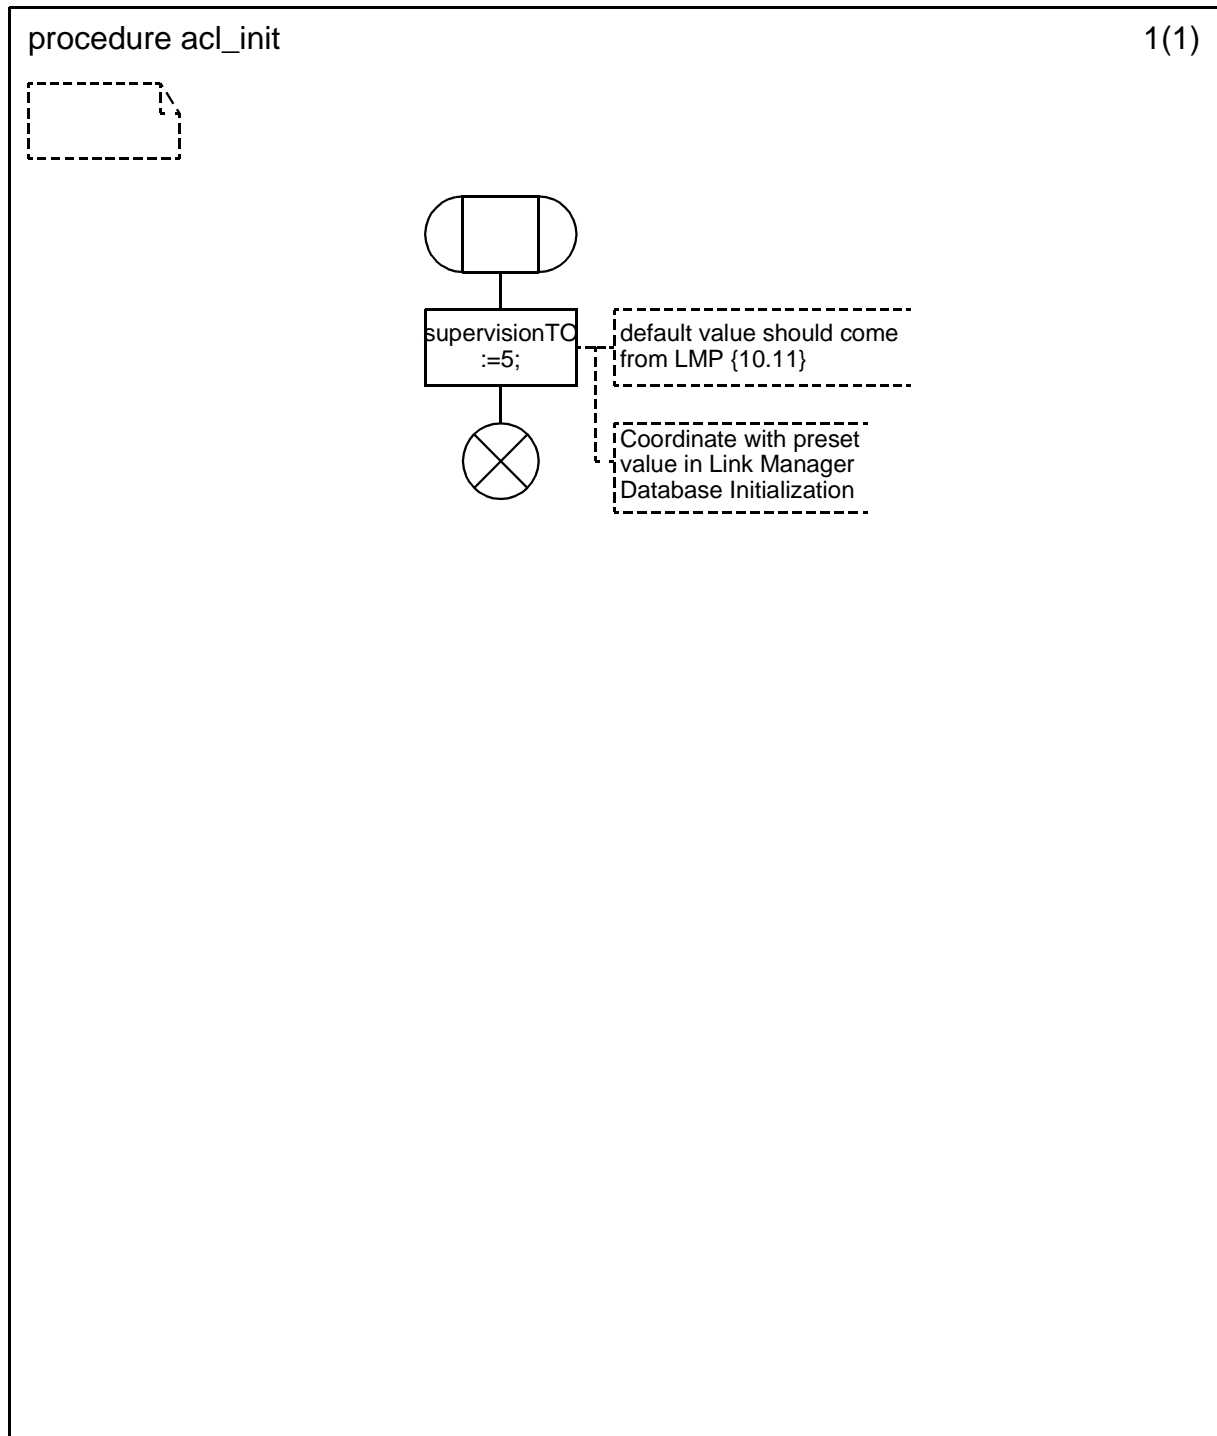 procedure acl_init
1(1)
supervisionTO
:=5;
default value should come
from LMP {10.11}
Coordinate with preset
value in Link Manager
Database Initialization